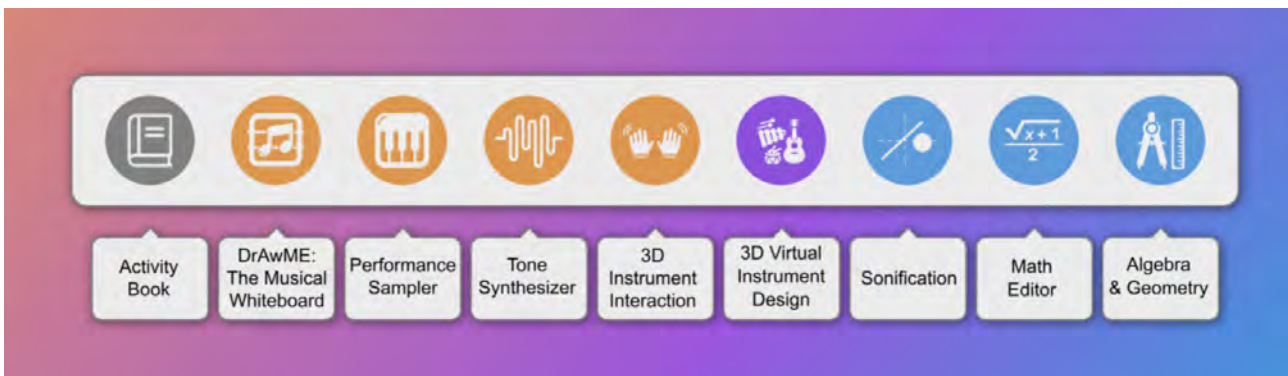 √x+1
2
Activity
Book
DrAwME:
The Musical
Whiteboard
Performance
Sampler
Tone
Synthesizer
3D
Instrument
Interaction
3D Virtual
Instrument
Design
Sonification
Math
Editor
Algebra
& Geometry